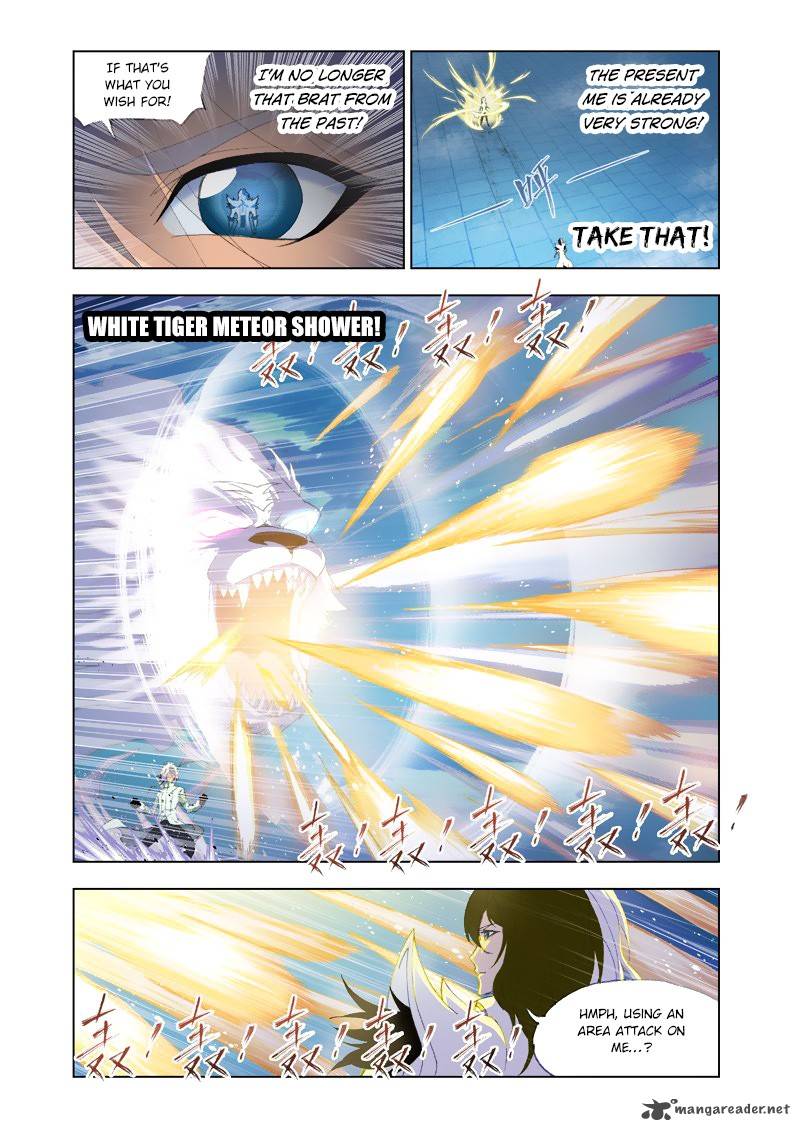 IF THAT'S
WHAT YOU
WISH FOR!
I'M NO LONGER
THAT BRAT FROM
THE PAST!
THE PRESENT
ME IS ALREADY
VERY STRONG!
呯
TAKE THAT!
WHITE TIGER METEOR SHOWER!
轰! 轰! 轰! 轰! 轰!
轰! 轰! 轰! 轰! 轰!
轰! 轰! 轰! 轰! 轰!
HMPH, USING AN
AREA ATTACK ON
ME...?
mangareader.net